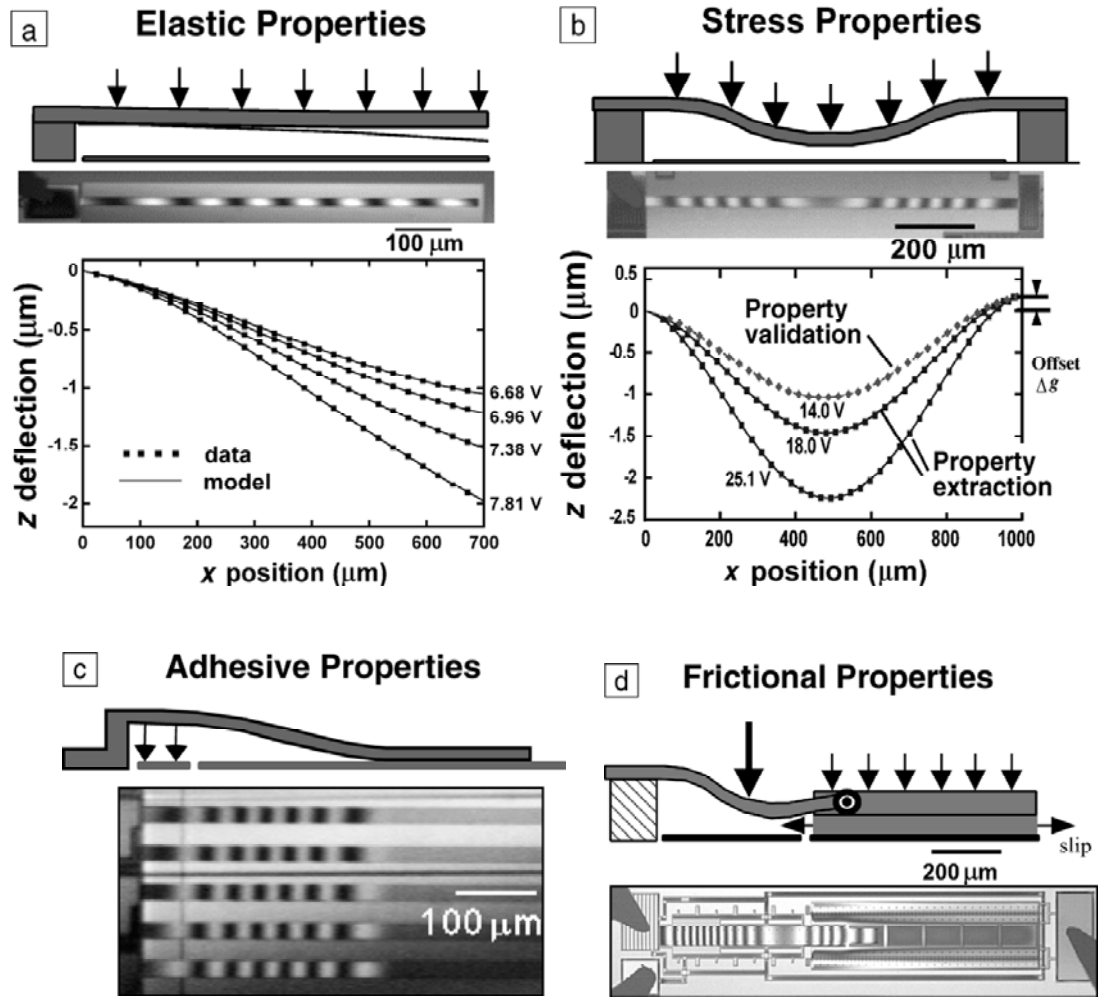 a
Elastic Properties
100 μm
z deflection (μm)
0
-0.5
-1
-1.5
-2
data
model
6.68 V
6.96 V
7.38 V
7.81 V
0 100 200 300 400 500 600 700
x position (μm)
b
Stress Properties
200 μm
z deflection (μm)
0.5
0
-0.5
-1
-1.5
-2
-2.5
Property
validation
14.0 V
18.0 V
25.1 V
Property
extraction
Offset
Δg
0 200 400 600 800 1000
x position (μm)
c
Adhesive Properties
100 μm
d
Frictional Properties
slip
200 μm